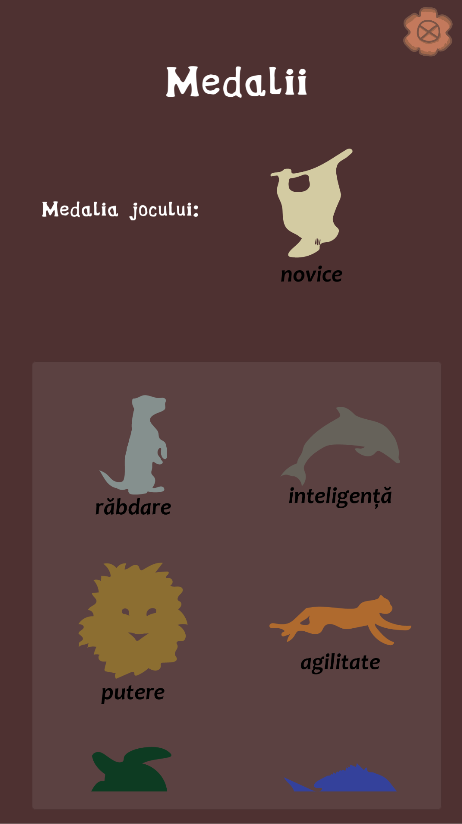 Medalii
Medalia jocului:
novice
răbdare
inteligență
putere
agilitate